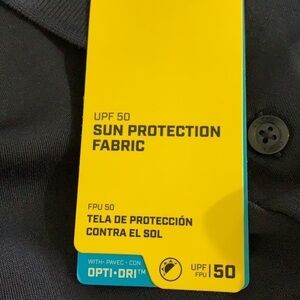 UPF 50
SUN PROTECTION
FABRIC
FPU 50
TELA DE PROTECCIÓN
CONTRA EL SOL
WITH • PAVEC • CON
OPTI•DRI™
UPF
FPU
50